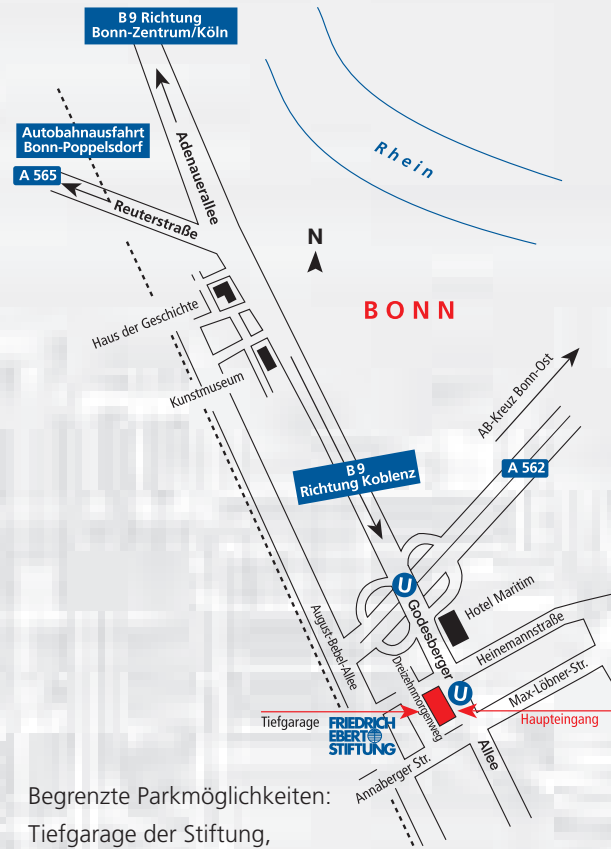 B 9 Richtung
Bonn-Zentrum/Köln
Autobahnausfahrt
Bonn-Poppelsdorf
A 565
Adenauerallee
Reuterstraße
Rhein
N
BONN
Haus der Geschichte
Kunstmuseum
AB-Kreuz Bonn-Ost
B 9
Richtung Koblenz
A 562
U
Godesberger
Hotel Maritim
August-Bebel-Allee
Dreizehnmorgenweg
Heinemannstraße
U
Max-Löbner-Str.
Tiefgarage
FRIEDRICH
EBERT
STIFTUNG
Haupteingang
Annaberger Str.
Allee
Begrenzte Parkmöglichkeiten:
Tiefgarage der Stiftung,